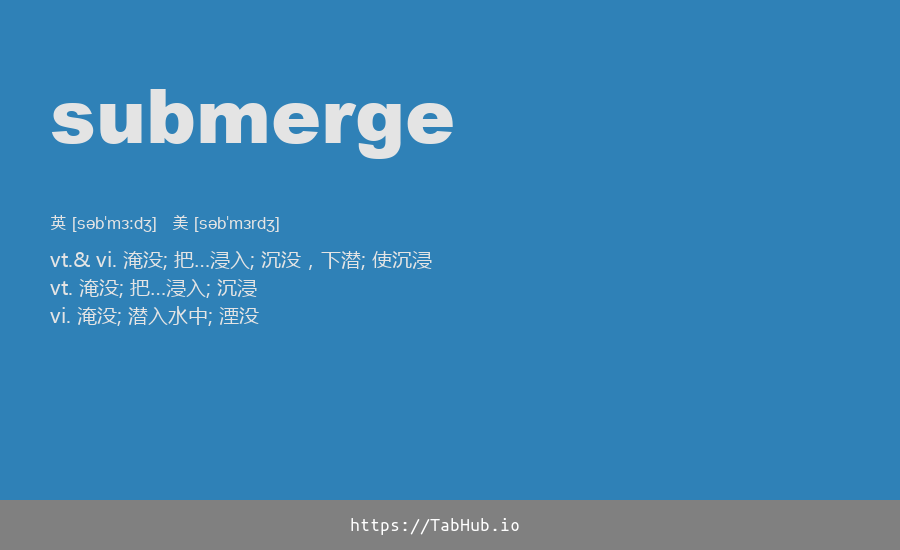 submerge
英 [səbˈmɜːdʒ] 美 [səbˈmɜrdʒ]
vt.& vi. 淹没; 把…浸入; 沉没，下潜; 使沉浸
vt. 淹没; 把…浸入; 沉浸
vi. 淹没; 潜入水中; 湮没
https://TabHub.io